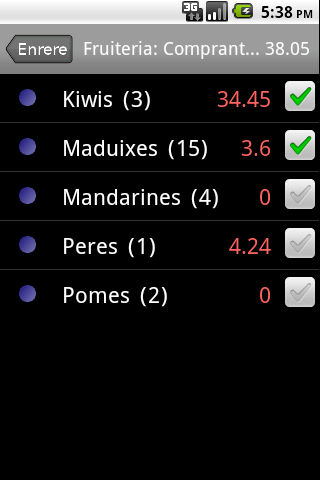 3G 5:38 PM
Enrere Fruiteria: Comprant... 38.05
Kiwis (3) 34.45
Maduixes (15) 3.6
Mandarines (4) 0
Peres (1) 4.24
Pomes (2) 0